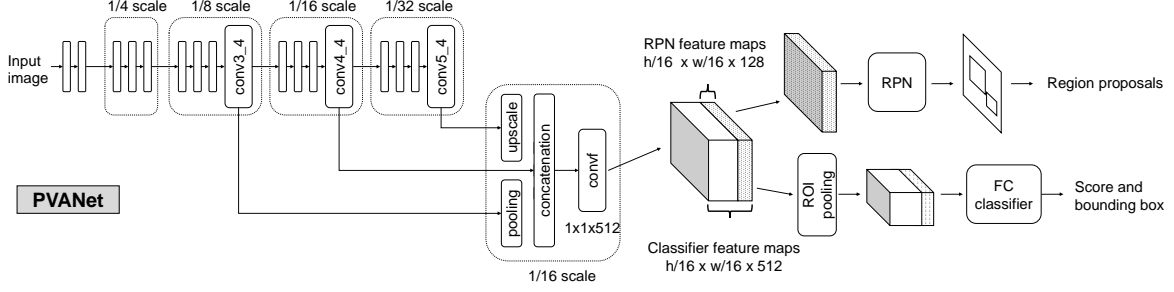 1/4 scale
1/8 scale
1/16 scale
1/32 scale
Input
image
conv3_4
conv4_4
conv5_4
upscale
pooling
concatenation
convf
1x1x512
1/16 scale
PVANet
RPN feature maps
h/16 x w/16 x 128
RPN
Region proposals
Classifier feature maps
h/16 x w/16 x 512
ROI
pooling
FC
classifier
Score and
bounding box